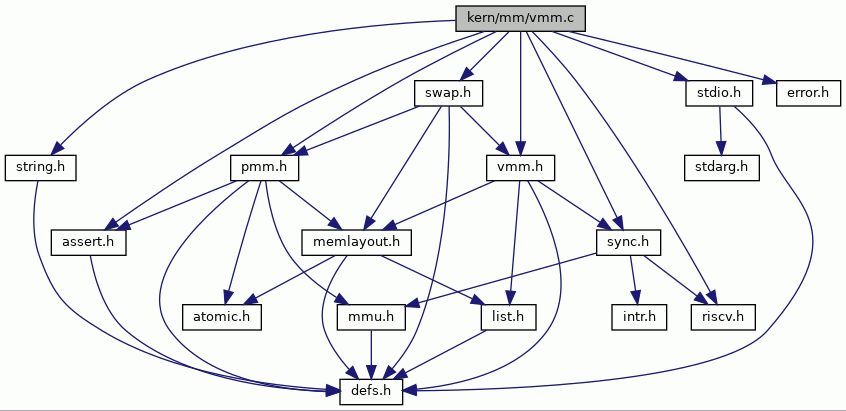 kern/mm/vmm.c
swap.h
stdio.h
error.h
string.h
pmm.h
vmm.h
stdarg.h
assert.h
memlayout.h
sync.h
atomic.h
mmu.h
list.h
intr.h
riscv.h
defs.h